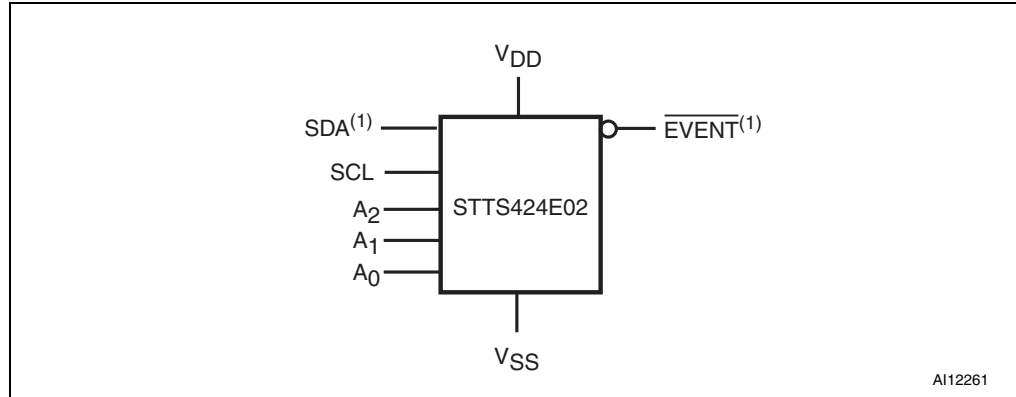 VDD
SDA(1)
EVENT(1)
SCL
A2
STTS424E02
A1
A0
VSS
AI12261